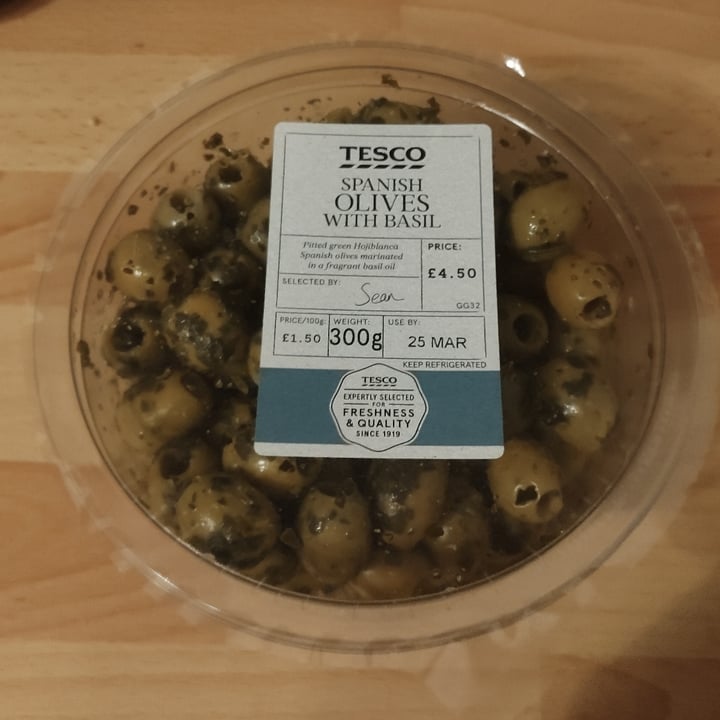 TESCO
SPANISH
OLIVES
WITH BASIL
Pitted green Hojiblanca
Spanish olives marinated
in a fragrant basil oil
PRICE:
£4.50
SELECTED BY:
Sean
GG32
PRICE/100g:
£1.50
WEIGHT:
300g
USE BY:
25 MAR
KEEP REFRIGERATED
TESCO
EXPERTLY SELECTED
FOR
FRESHNESS
& QUALITY
SINCE 1919